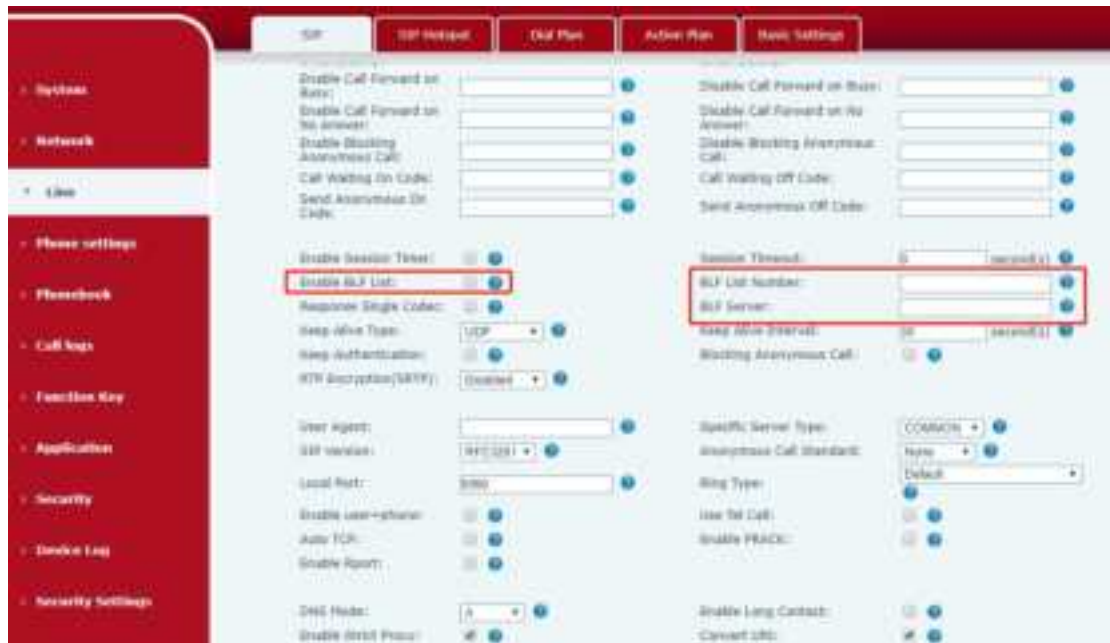 SIP
SIP Hotspot
Dial Plan
Action Plan
Basic Settings
System
Network
Line
Phone settings
Phonebook
Call logs
Function Key
Application
Security
Device Log
Security Settings
Enable Call Forward on Busy:
Disable Call Forward on Busy:
Enable Call Forward on No Answer:
Disable Call Forward on No Answer:
Enable Blocking Anonymous Call:
Disable Blocking Anonymous Call:
Call Waiting On Code:
Call Waiting Off Code:
Send Anonymous On Code:
Send Anonymous Off Code:
Enable Session Timer:
Session Timeout: second(s)
Enable BLF List:
BLF List Number:
Response Single Codec:
BLF Server:
Keep Alive Type: UDP
Keep Alive Interval: 30 second(s)
Keep Authentication:
Blocking Anonymous Call:
RTP Encryption(SRTP): Disabled
User Agent:
Specific Server Type: COMMON
SIP Version: RFC3261
Anonymous Call Standard: None
Local Port: 5060
Ring Type: Default
Enable user=phone:
Use Tel Call:
Auto TCP:
Enable PRACK:
Enable Rport:
DNS Mode: A
Enable Long Contact:
Enable Strict Proxy:
Convert URI: